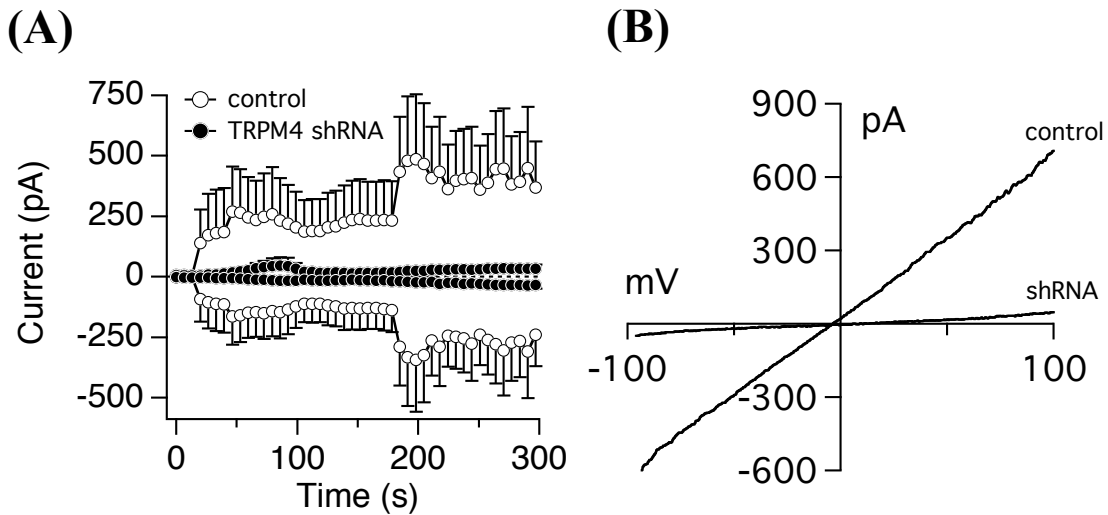 (A)
750
500
250
0
-250
-500
Current (pA)
control
TRPM4 shRNA
0
100
200
300
Time (s)
(B)
900
600
300
-300
-600
pA
mV
control
shRNA
-100
100